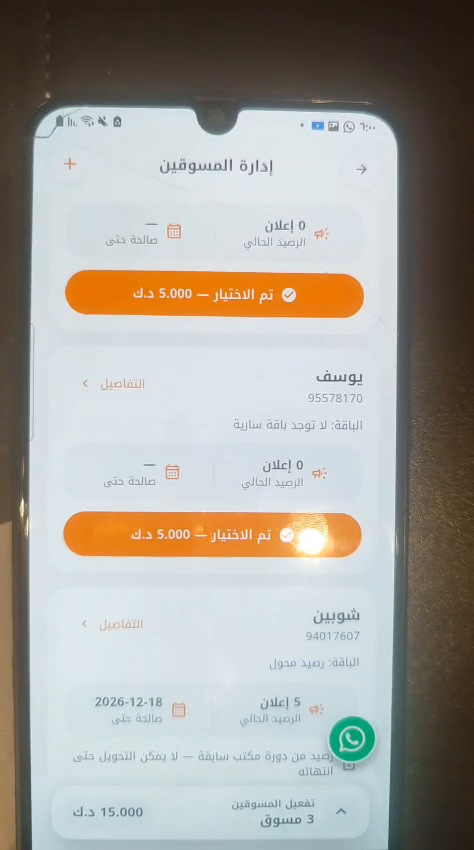 ٦:٠٠
إدارة المسوقين
0 إعلان
الرصيد الحالي
—
صالحة حتى
تم الاختيار — 5.000 د.ك
يوسف
التفاصيل
95578170
الباقة: لا توجد باقة سارية
0 إعلان
الرصيد الحالي
—
صالحة حتى
تم الاختيار — 5.000 د.ك
شوبين
التفاصيل
94017607
الباقة: رصيد محول
5 إعلان
الرصيد الحالي
2026-12-18
صالحة حتى
رصيد من دورة مكتب سابقة — لا يمكن التحويل حتى
انتهائه
تفعيل المسوقين
3 مسوق
15.000 د.ك